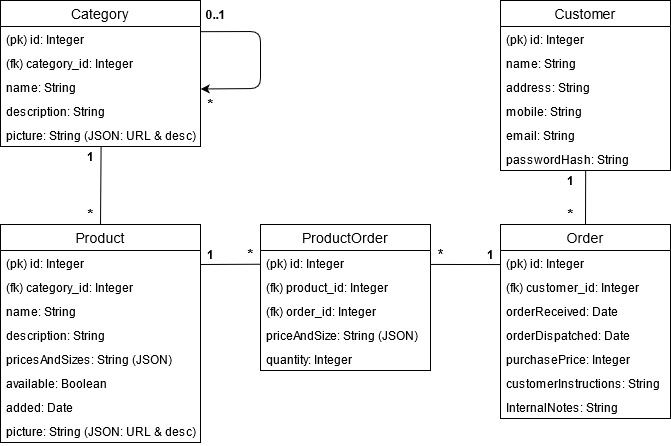 Category
(pk) id: Integer
(fk) category_id: Integer
name: String
description: String
picture: String (JSON: URL & desc)
0..1
*
Customer
(pk) id: Integer
name: String
address: String
mobile: String
email: String
passwordHash: String
1
*
1
*
Product
(pk) id: Integer
(fk) category_id: Integer
name: String
description: String
pricesAndSizes: String (JSON)
available: Boolean
added: Date
picture: String (JSON: URL & desc)
1
*
ProductOrder
(pk) id: Integer
(fk) product_id: Integer
(fk) order_id: Integer
priceAndSize: String (JSON)
quantity: Integer
*
1
Order
(pk) id: Integer
(fk) customer_id: Integer
orderReceived: Date
orderDispatched: Date
purchasePrice: Integer
customerInstructions: String
InternalNotes: String